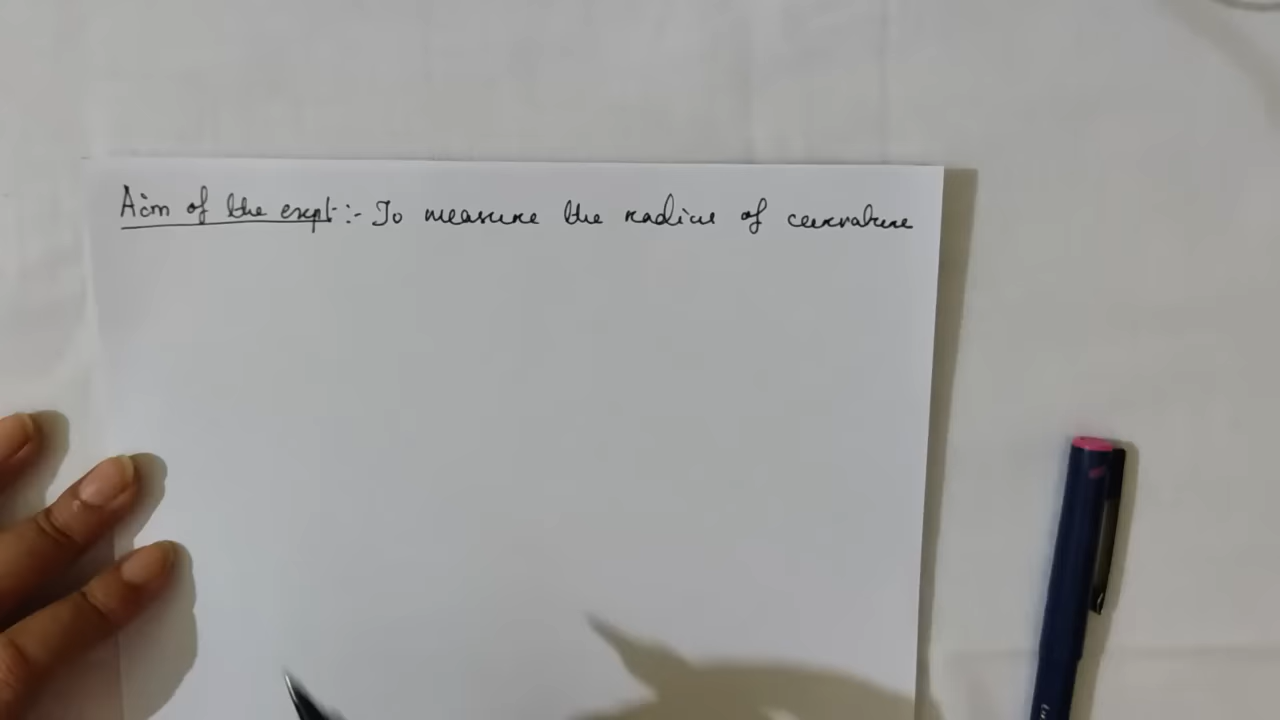 Aim of the expt:- To measure the radius of curvature